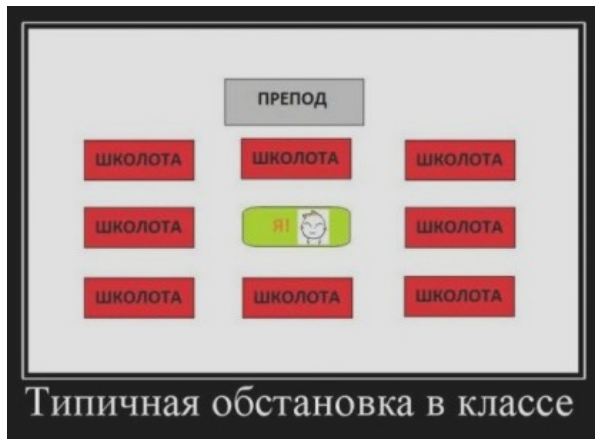 ПРЕПОД
ШКОЛОТА ШКОЛОТА ШКОЛОТА
ШКОЛОТА Я! ШКОЛОТА
ШКОЛОТА ШКОЛОТА ШКОЛОТА
Типичная обстановка в классе